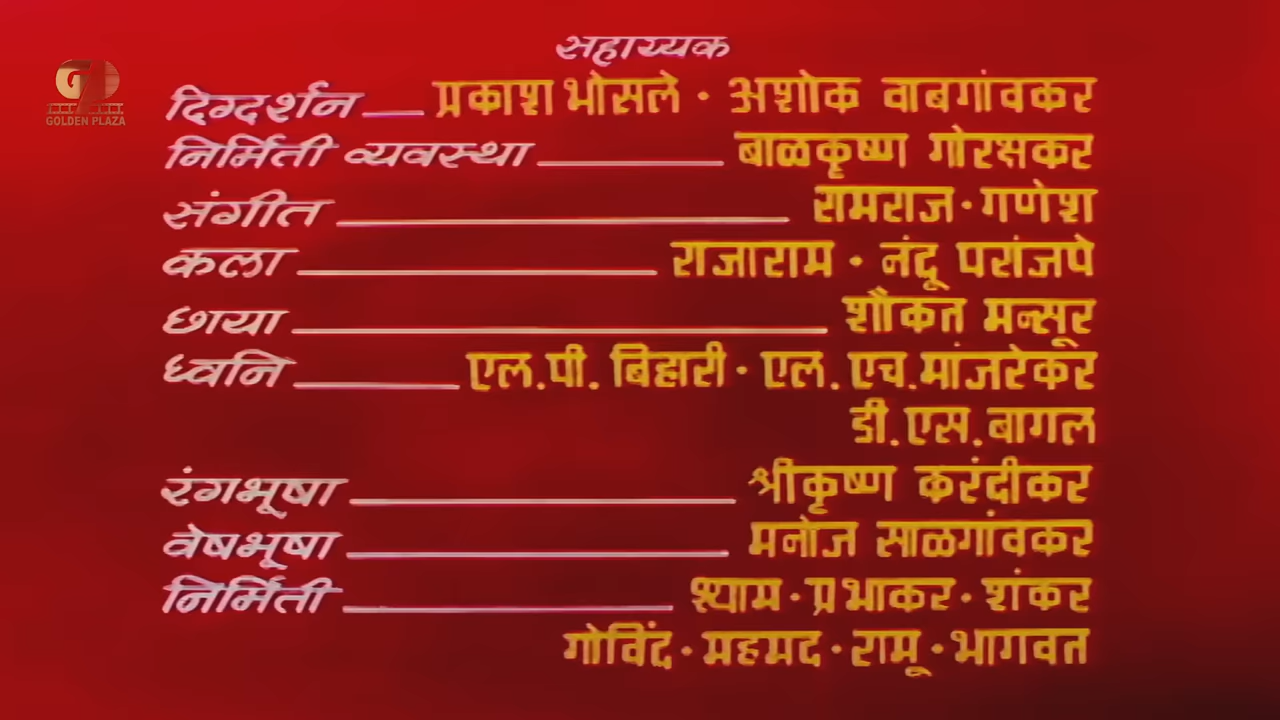 सहाय्यक
दिग्दर्शन प्रकाश भोसले · अशोक वाबगांवकर
निर्मिती व्यवस्था बाळकृष्ण गोरक्षकर
संगीत रामराज · गणेश
कला राजाराम · नंदू परांजपे
छाया शौकत मन्सूर
ध्वनि एल.पी. बिहारी · एल. एच. मांजरेकर
डी.एस.बागल
रंगभूषा श्रीकृष्ण करंदीकर
वेषभूषा मनोज साळगांवकर
निर्मिती श्याम · प्रभाकर · शंकर
गोविंद · महमद · रामू · भागवत
GOLDEN PLAZA